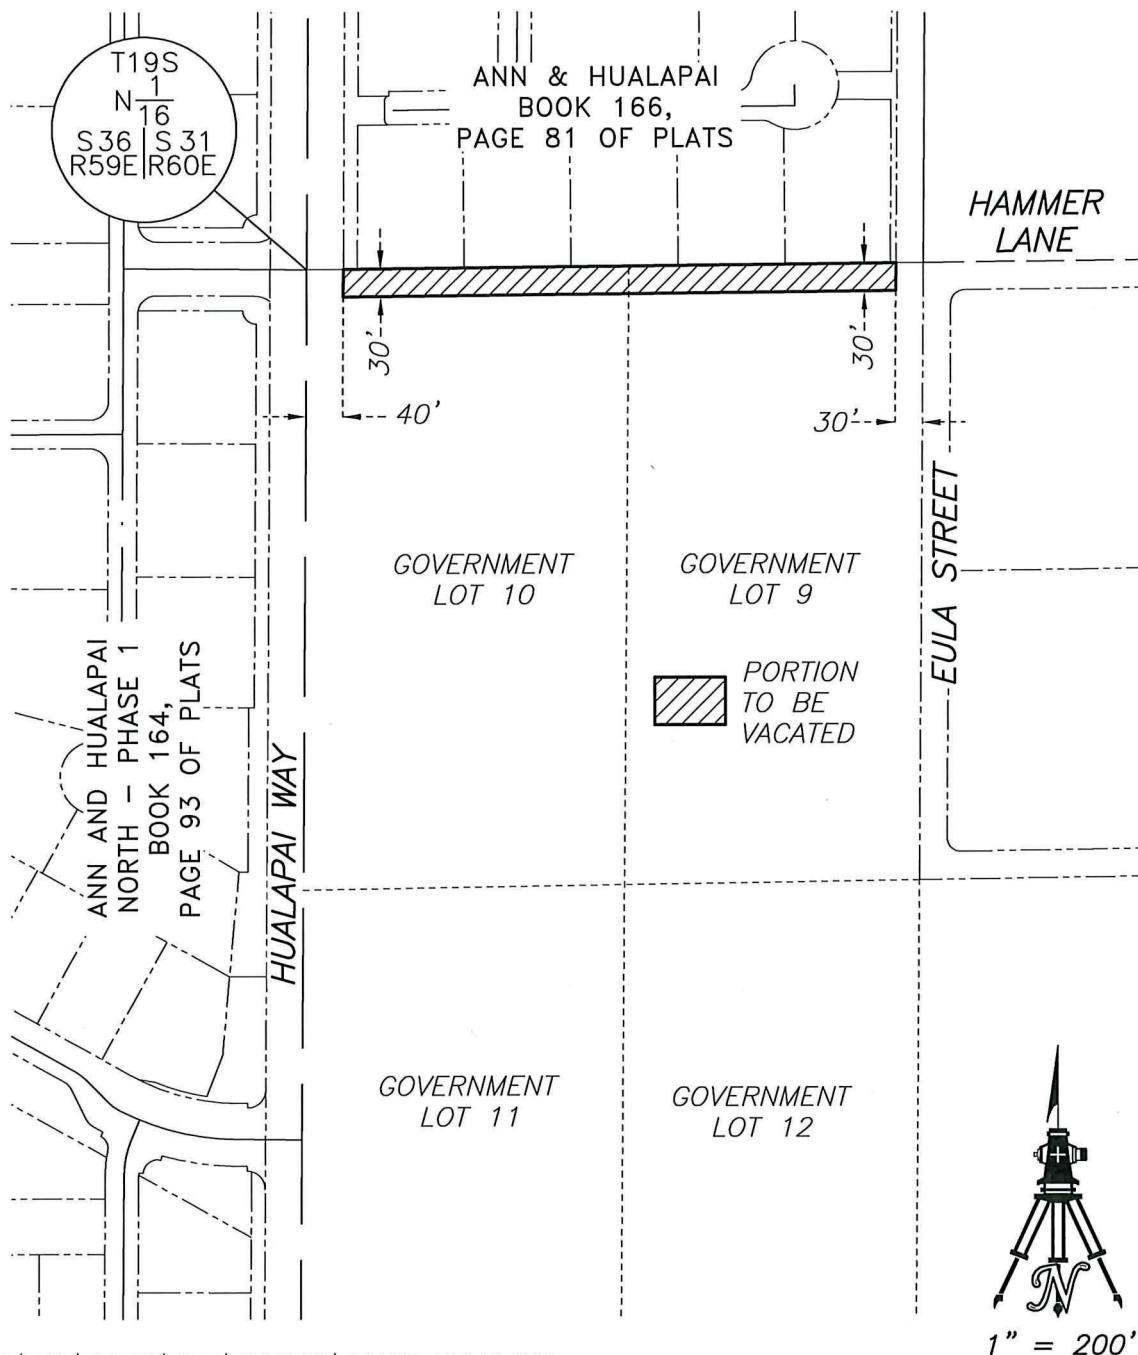 T19S
N 1/16
S36 | S 31
R59E | R60E
ANN & HUALAPAI
BOOK 166,
PAGE 81 OF PLATS
HAMMER
LANE
30'
30'
40'
30'
GOVERNMENT
LOT 10
GOVERNMENT
LOT 9
EULA STREET
PORTION
TO BE
VACATED
ANN AND HUALAPAI
NORTH – PHASE 1
BOOK 164,
PAGE 93 OF PLATS
HUALAPAI WAY
GOVERNMENT
LOT 11
GOVERNMENT
LOT 12
N
1" = 200'